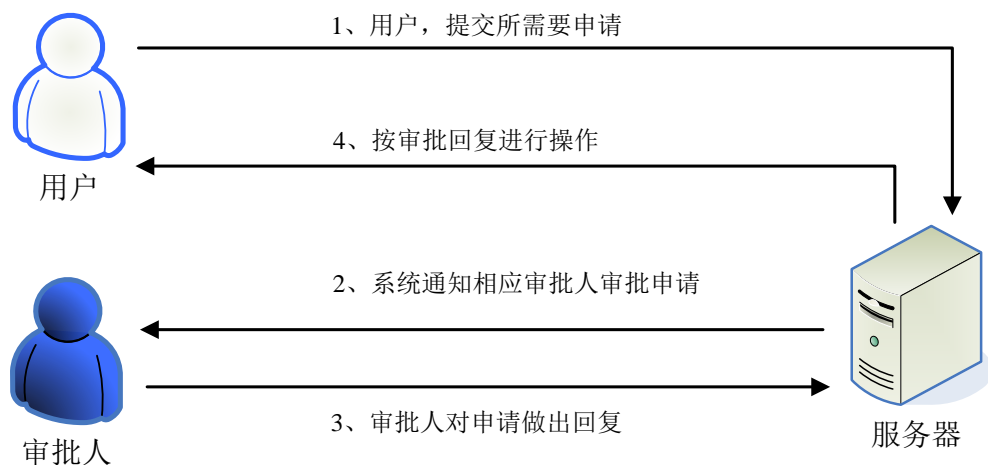 1、用户，提交所需要申请
4、按审批回复进行操作
用户
2、系统通知相应审批人审批申请
3、审批人对申请做出回复
服务器
审批人